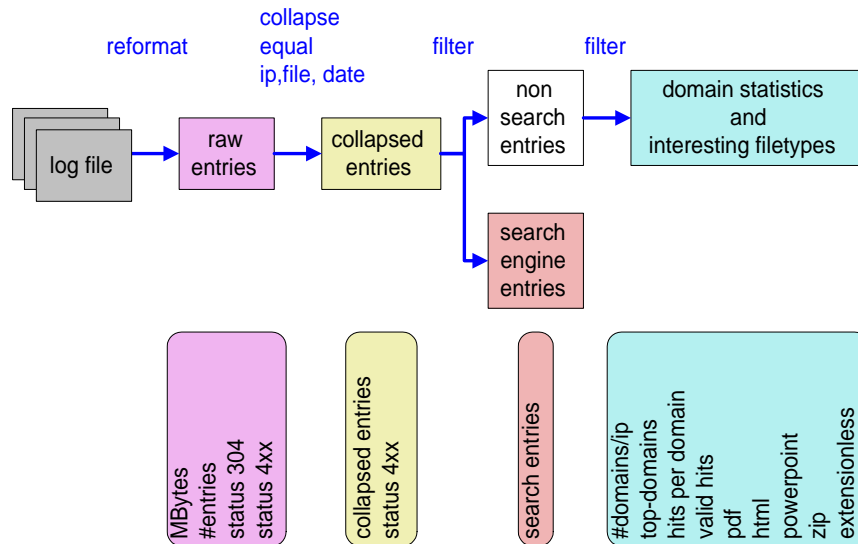 collapse
equal
ip,file, date
reformat
filter
filter
log file
raw
entries
collapsed
entries
non
search
entries
domain statistics
and
interesting filetypes
search
engine
entries
MBytes
#entries
status 304
status 4xx
collapsed entries
status 4xx
search entries
#domains/ip
top-domains
hits per domain
valid hits
pdf
html
powerpoint
zip
extensionless